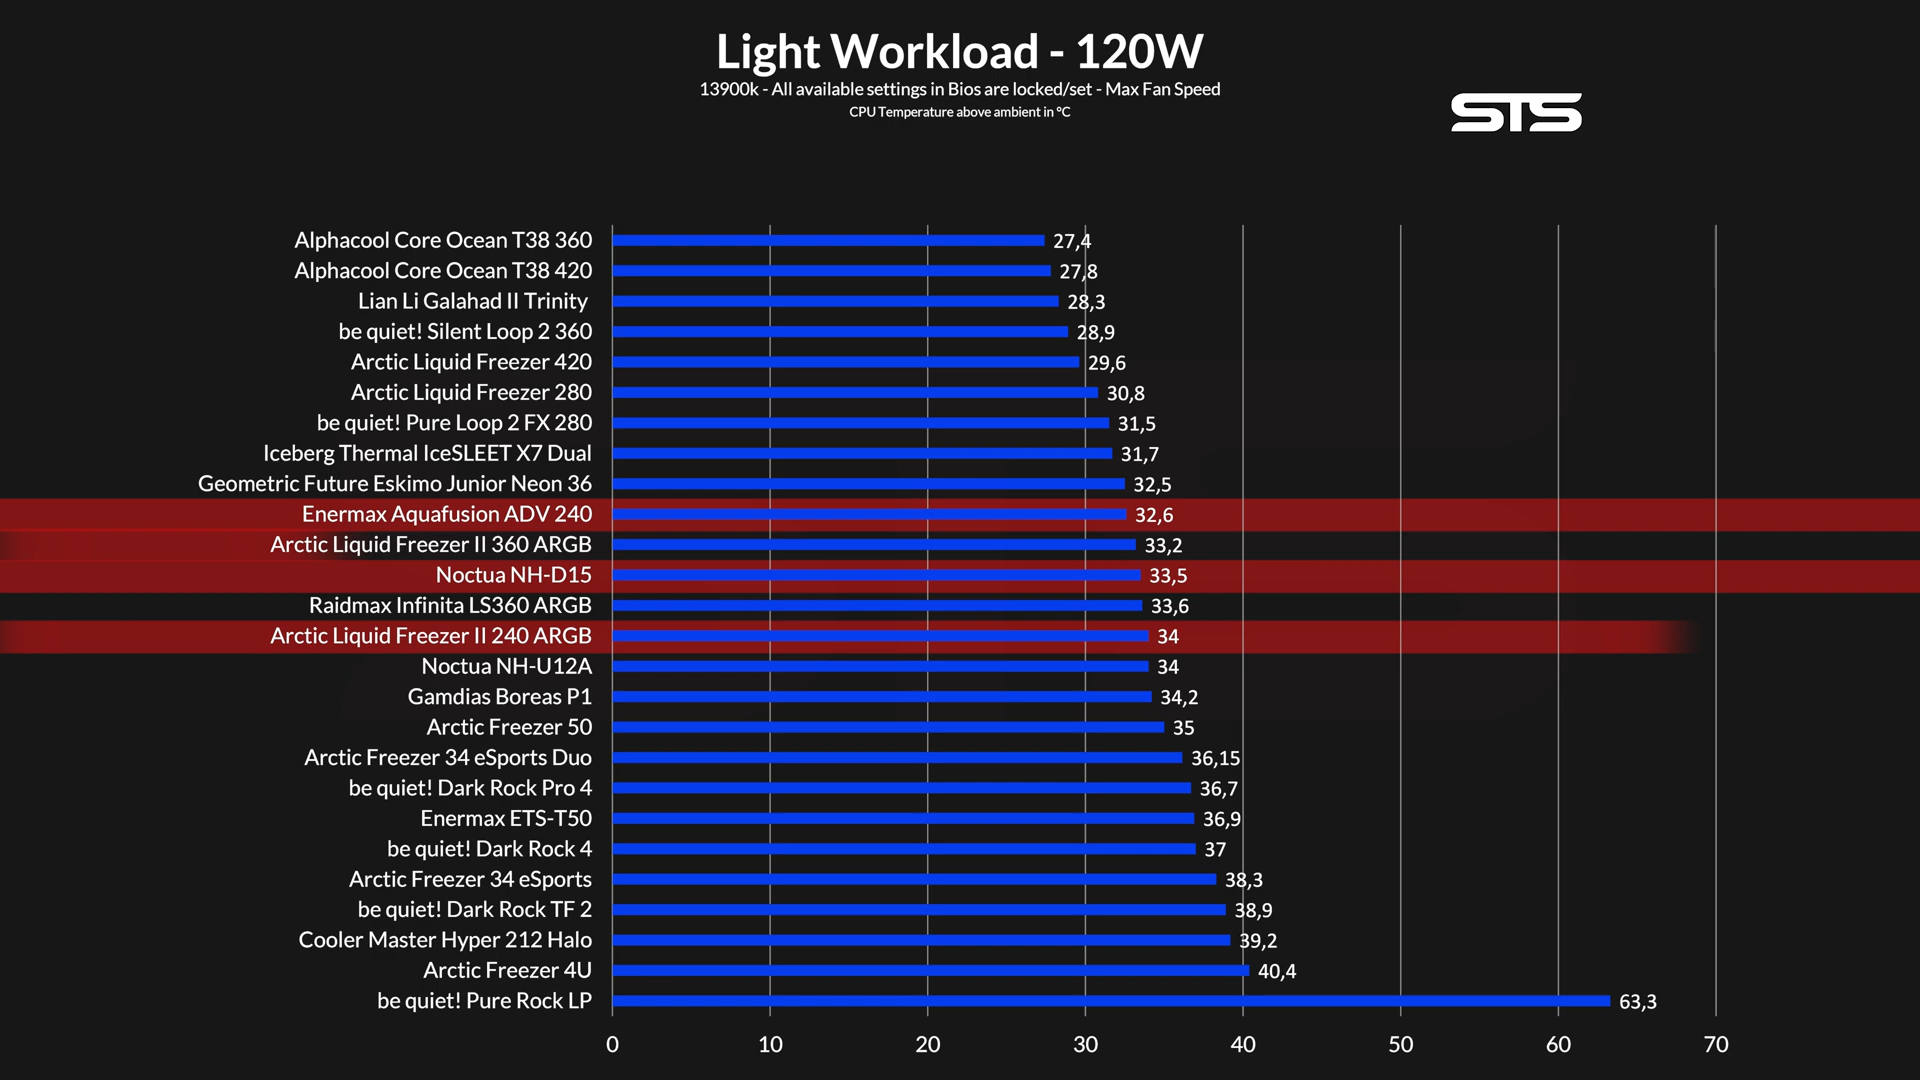 Light Workload - 120W
13900k - All available settings in Bios are locked/set - Max Fan Speed
CPU Temperature above ambient in °C
STS
Alphacool Core Ocean T38 360 27,4
Alphacool Core Ocean T38 420 27,8
Lian Li Galahad II Trinity 28,3
be quiet! Silent Loop 2 360 28,9
Arctic Liquid Freezer 420 29,6
Arctic Liquid Freezer 280 30,8
be quiet! Pure Loop 2 FX 280 31,5
Iceberg Thermal IceSLEET X7 Dual 31,7
Geometric Future Eskimo Junior Neon 36 32,5
Enermax Aquafusion ADV 240 32,6
Arctic Liquid Freezer II 360 ARGB 33,2
Noctua NH-D15 33,5
Raidmax Infinita LS360 ARGB 33,6
Arctic Liquid Freezer II 240 ARGB 34
Noctua NH-U12A 34
Gamdias Boreas P1 34,2
Arctic Freezer 50 35
Arctic Freezer 34 eSports Duo 36,15
be quiet! Dark Rock Pro 4 36,7
Enermax ETS-T50 36,9
be quiet! Dark Rock 4 37
Arctic Freezer 34 eSports 38,3
be quiet! Dark Rock TF 2 38,9
Cooler Master Hyper 212 Halo 39,2
Arctic Freezer 4U 40,4
be quiet! Pure Rock LP 63,3
0 10 20 30 40 50 60 70